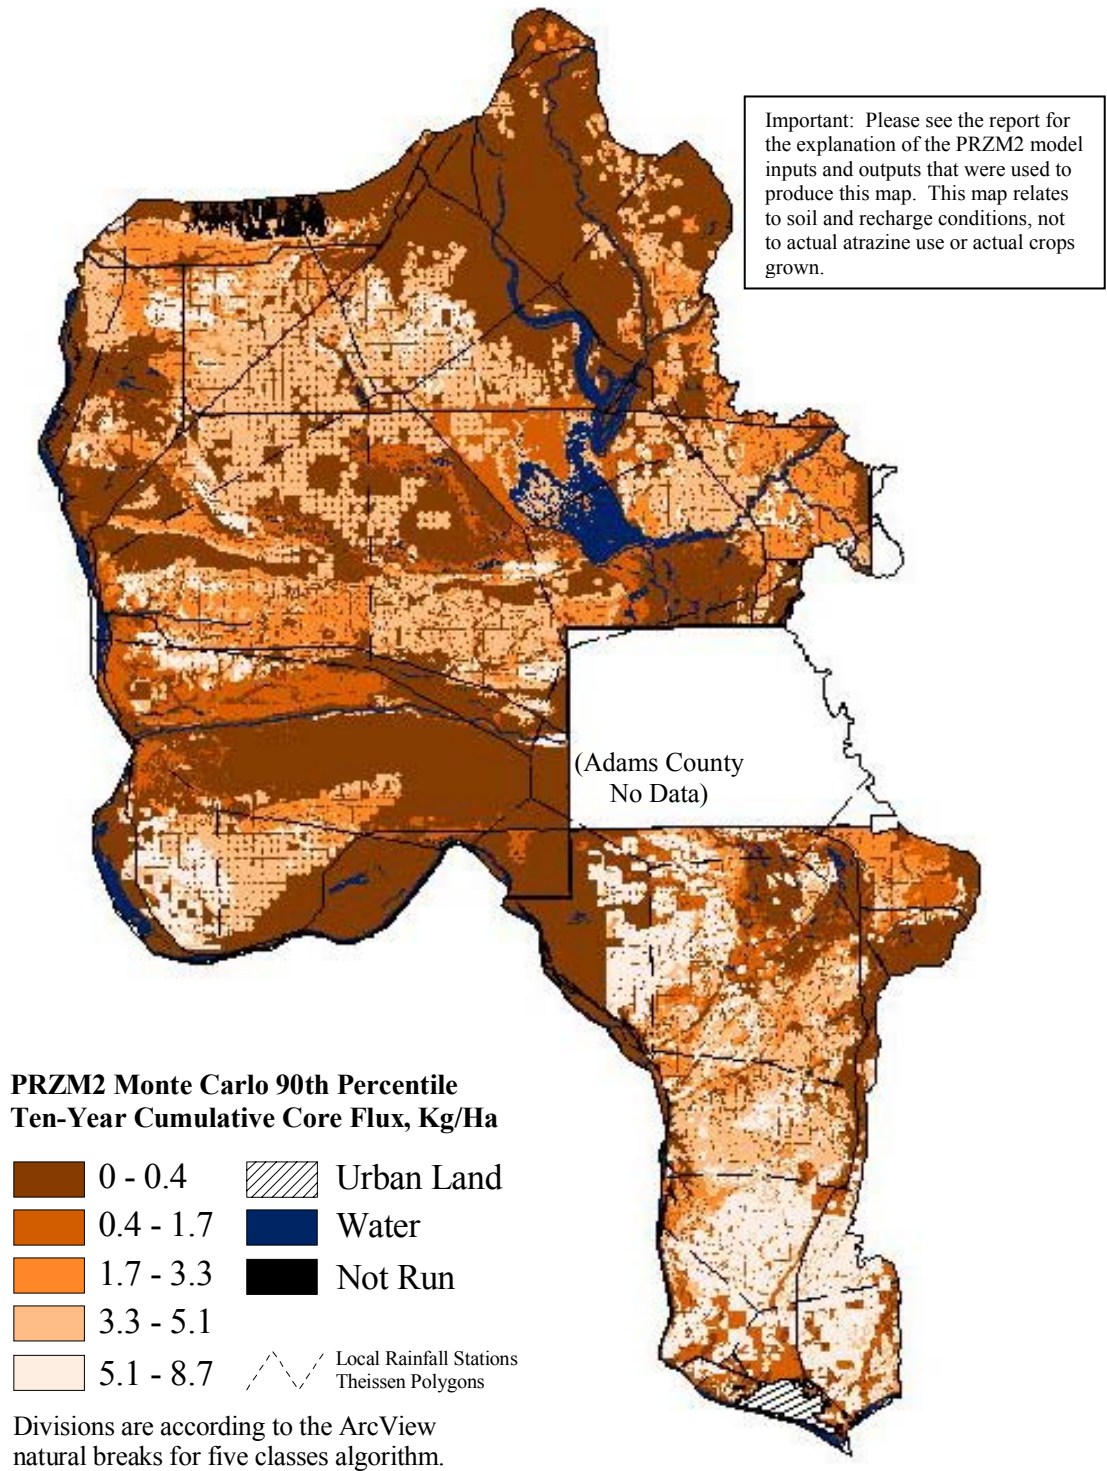 Important: Please see the report for
the explanation of the PRZM2 model
inputs and outputs that were used to
produce this map. This map relates
to soil and recharge conditions, not
to actual atrazine use or actual crops
grown.
(Adams County
No Data)
PRZM2 Monte Carlo 90th Percentile
Ten-Year Cumulative Core Flux, Kg/Ha
0 - 0.4
Urban Land
0.4 - 1.7
Water
1.7 - 3.3
Not Run
3.3 - 5.1
5.1 - 8.7
Local Rainfall Stations
Theissen Polygons
Divisions are according to the ArcView
natural breaks for five classes algorithm.